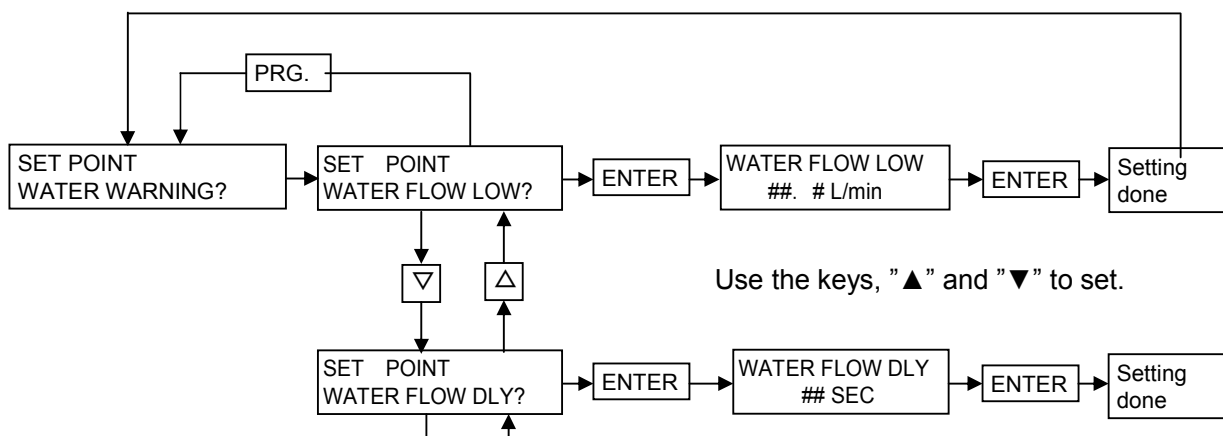 PRG.
SET POINT
WATER WARNING?
SET POINT
WATER FLOW LOW?
ENTER
WATER FLOW LOW
##. # L/min
ENTER
Setting
done
▽
△
Use the keys, ”▲” and ”▼” to set.
SET POINT
WATER FLOW DLY?
ENTER
WATER FLOW DLY
## SEC
ENTER
Setting
done